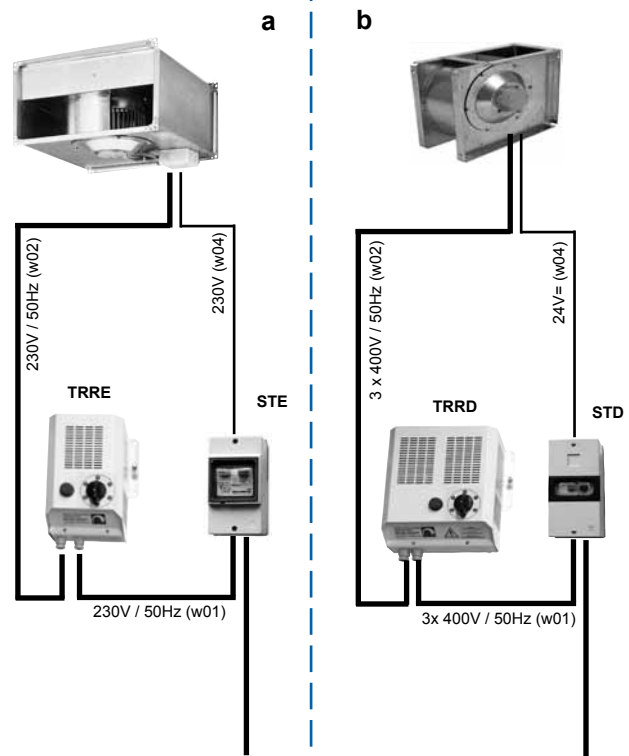 a
b
230V / 50Hz (w02)
230V (w04)
3 x 400V / 50Hz (w02)
24V= (w04)
TRRE
STE
TRRD
STD
230V / 50Hz (w01)
3x 400V / 50Hz (w01)